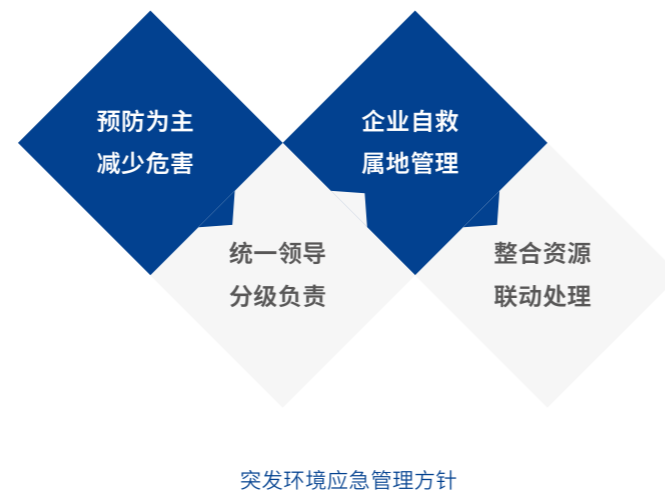 预防为主
减少危害
企业自救
属地管理
统一领导
分级负责
整合资源
联动处理
突发环境应急管理方针